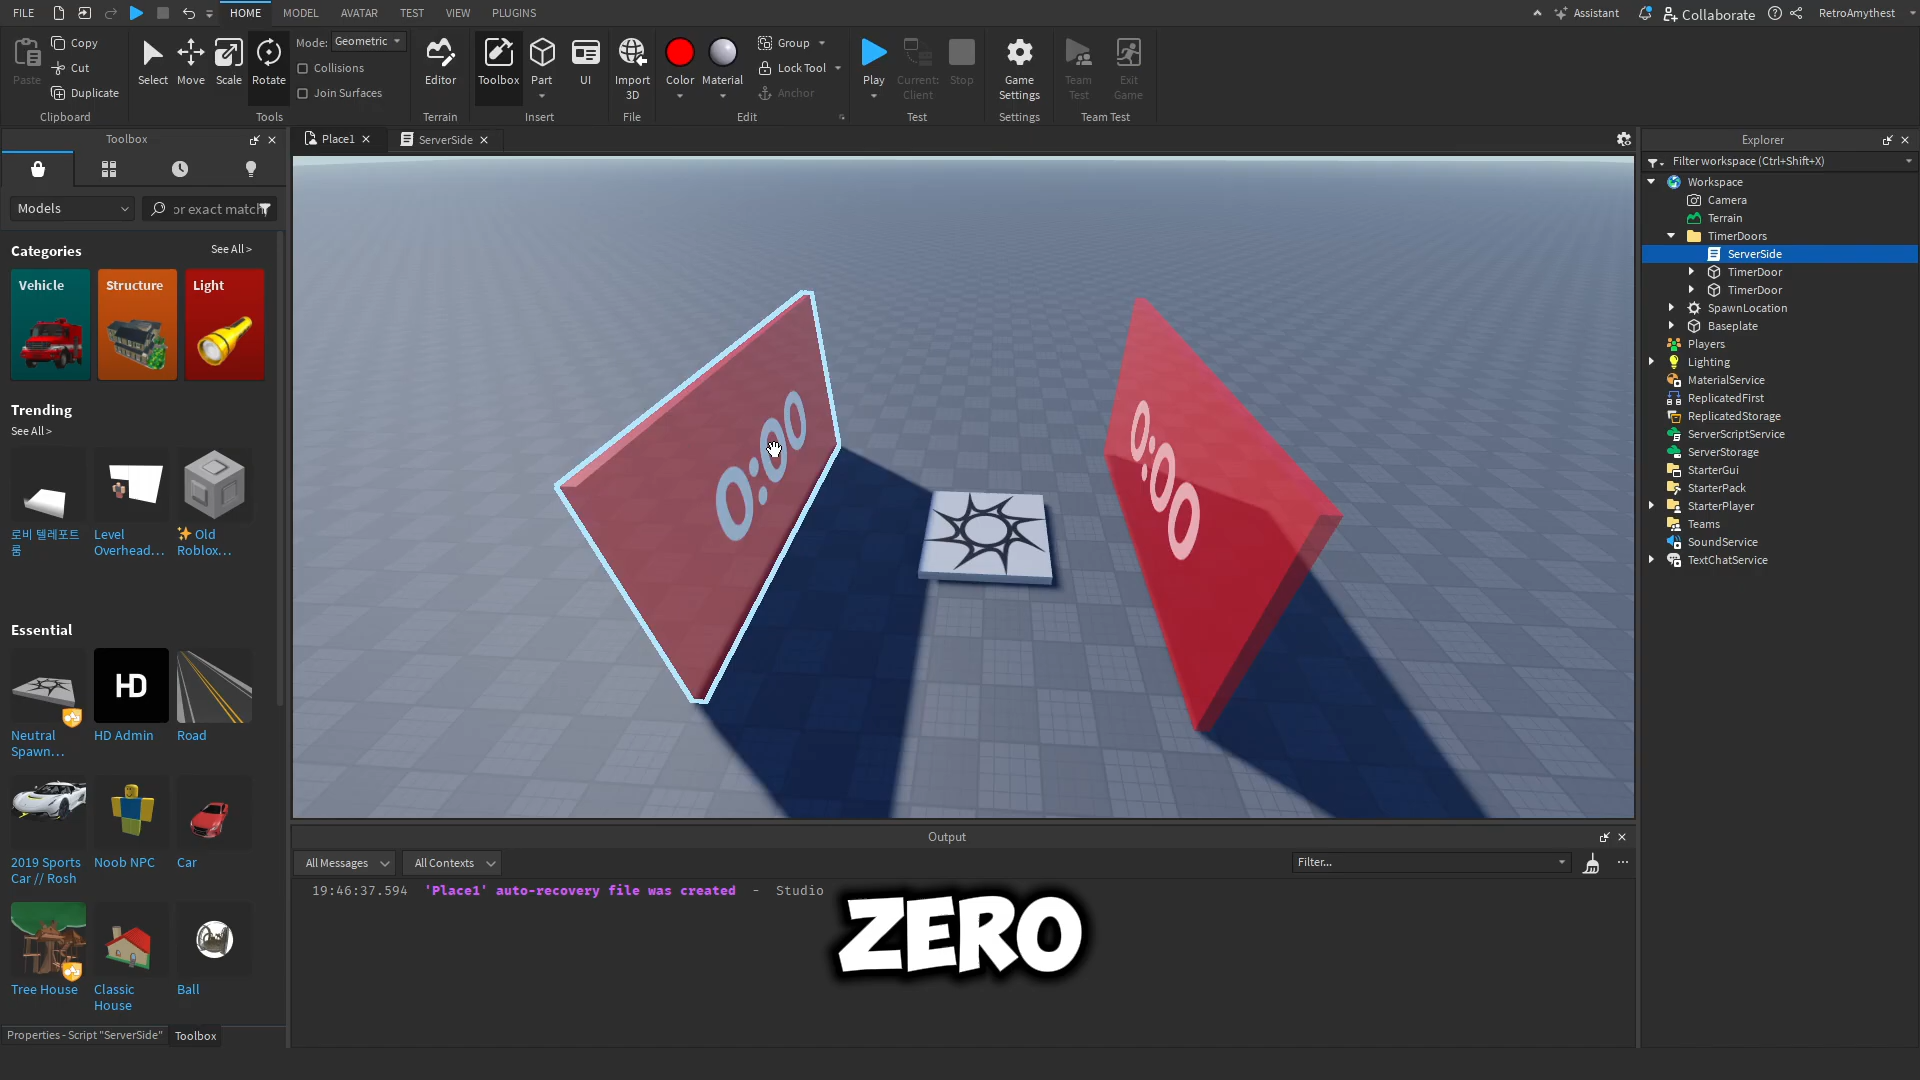 FILE
HOME
MODEL
AVATAR
TEST
VIEW
PLUGINS
Assistant
Collaborate
RetroAmythest
Paste
Copy
Cut
Duplicate
Clipboard
Select
Move
Scale
Rotate
Mode: Geometric
Collisions
Join Surfaces
Tools
Editor
Terrain
Toolbox
Part
UI
Insert
Import
3D
File
Color
Material
Group
Lock Tool
Anchor
Edit
Play
Current:
Client
Stop
Test
Game
Settings
Settings
Team
Test
Exit
Game
Team Test
Toolbox
Place1
ServerSide
Explorer
Models
or exact match
Categories
See All >
Vehicle
Structure
Light
Trending
See All >
로비 텔레포트
룸
Level
Overhead...
✨ Old
Roblox...
Essential
HD
Neutral
Spawn...
HD Admin
Road
2019 Sports
Car // Rosh
Noob NPC
Car
Tree House
Classic
House
Ball
Properties - Script "ServerSide"
Toolbox
0:00
0:00
Filter workspace (Ctrl+Shift+X)
Workspace
Camera
Terrain
TimerDoors
ServerSide
TimerDoor
TimerDoor
SpawnLocation
Baseplate
Players
Lighting
MaterialService
ReplicatedFirst
ReplicatedStorage
ServerScriptService
ServerStorage
StarterGui
StarterPack
StarterPlayer
Teams
SoundService
TextChatService
Output
All Messages
All Contexts
Filter...
19:46:37.594 'Place1' auto-recovery file was created - Studio
ZERO